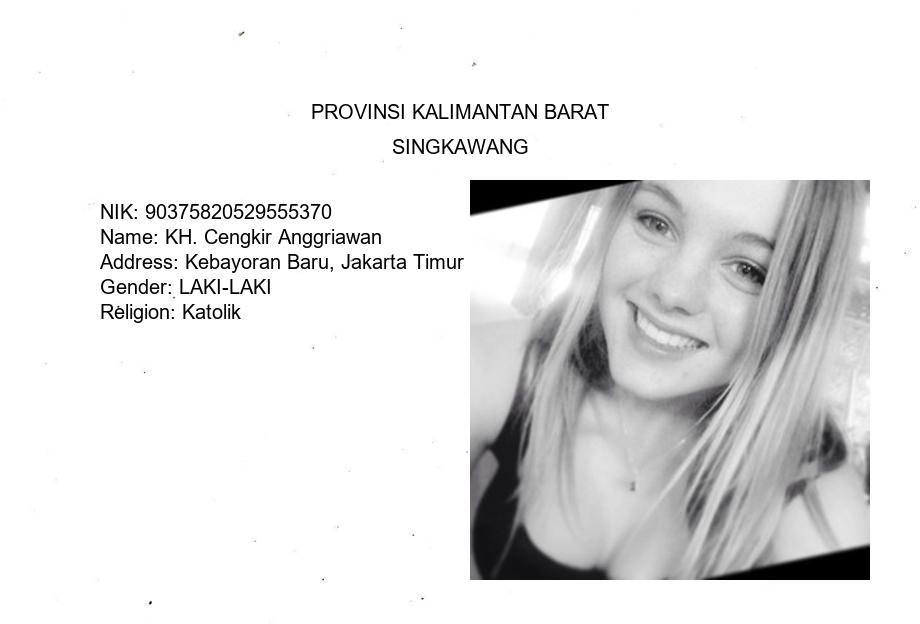 PROVINSI KALIMANTAN BARAT
SINGKAWANG
NIK: 90375820529555370
Name: KH. Cengkir Anggriawan
Address: Kebayoran Baru, Jakarta Timur
Gender: LAKI-LAKI
Religion: Katolik